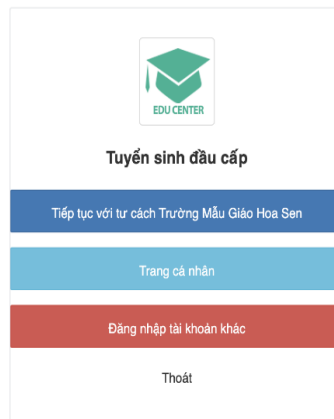 EDU CENTER
Tuyển sinh đầu cấp
Tiếp tục với tư cách Trường Mẫu Giáo Hoa Sen
Trang cá nhân
Đăng nhập tài khoản khác
Thoát